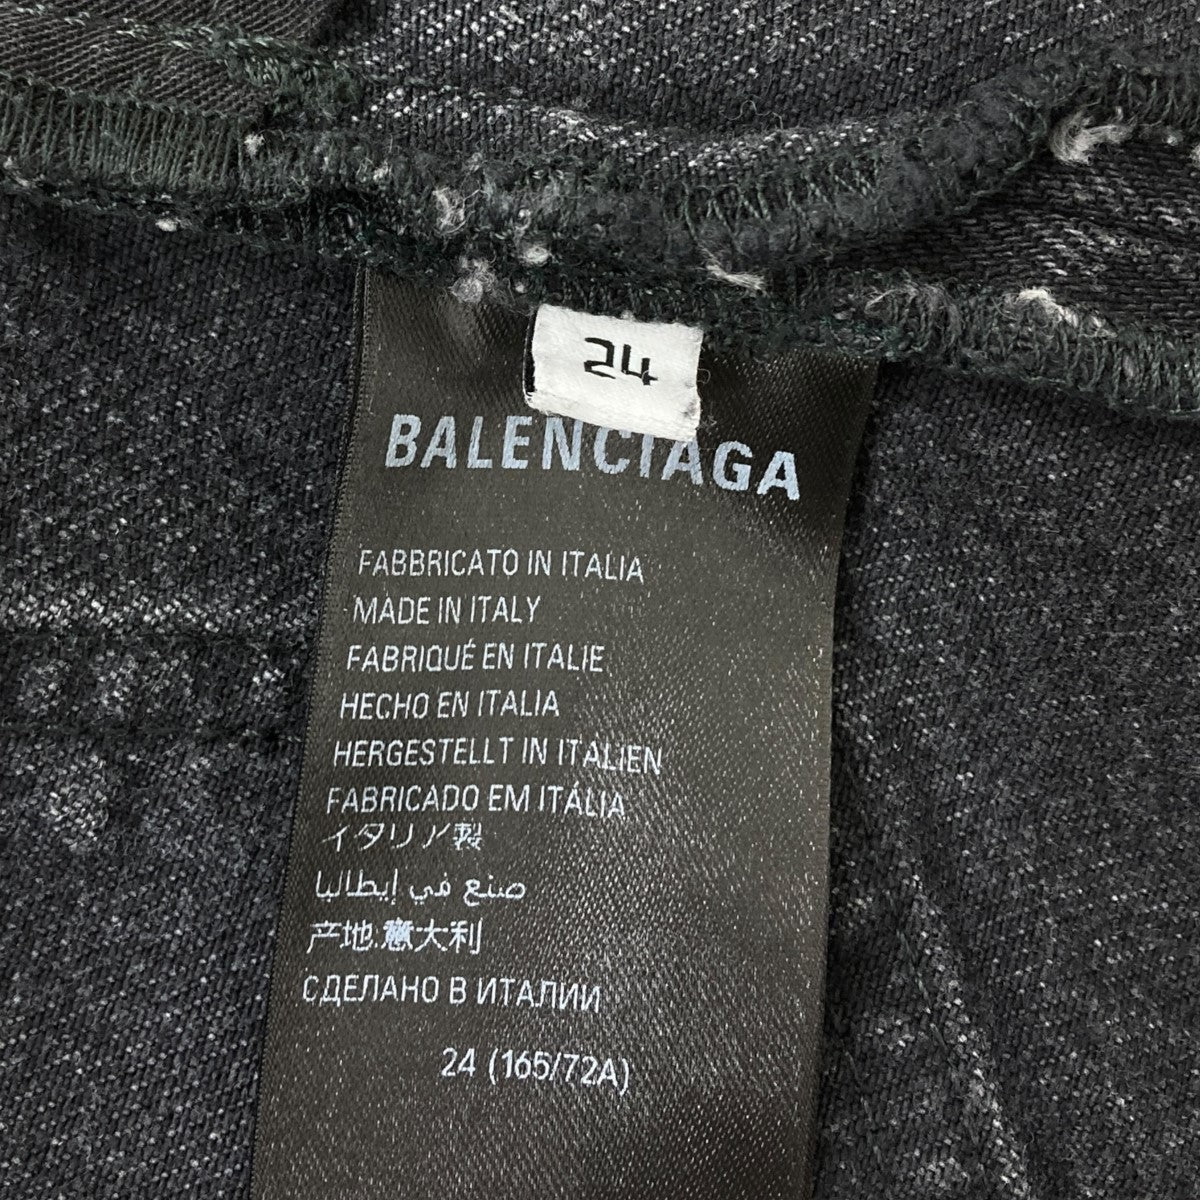 24
BALENCIAGA
FABBRICATO IN ITALIA
MADE IN ITALY
FABRIQUÉ EN ITALIE
HECHO EN ITALIA
HERGESTELLT IN ITALIEN
FABRICADO EM ITÁLIA
イタリア製
صنع في إيطاليا
产地:意大利
СДЕЛАНО В ИТАЛИИ
24 (165/72A)